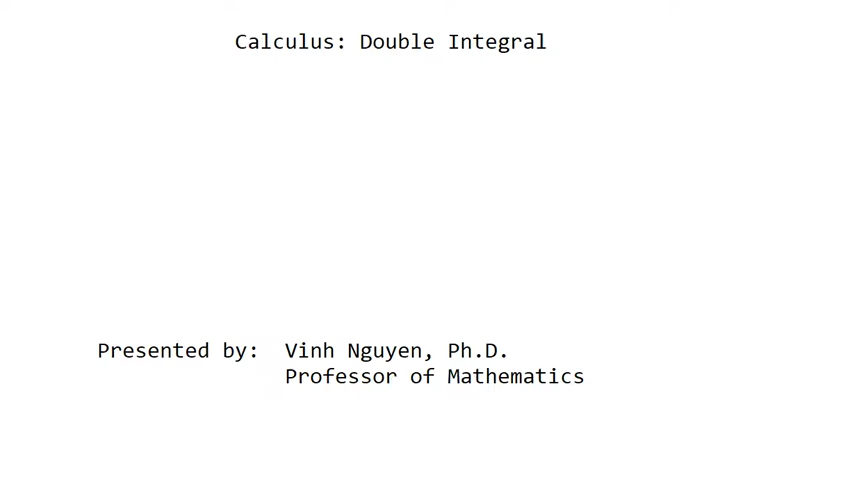 Calculus: Double Integral
Presented by: Vinh Nguyen, Ph.D.
Professor of Mathematics